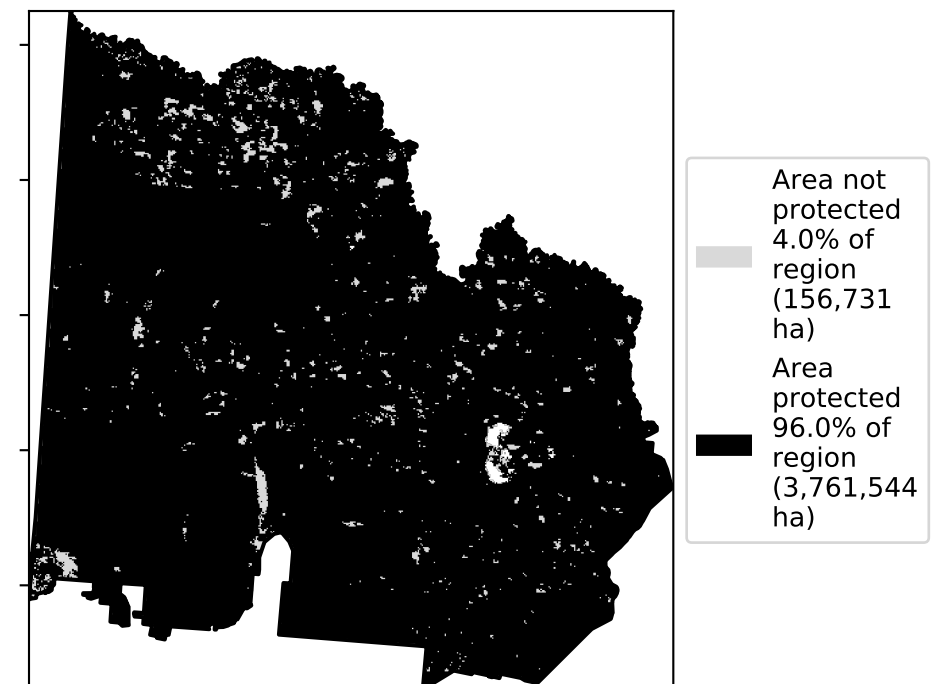 Area not
protected
4.0% of
region
(156,731
ha)
Area
protected
96.0% of
region
(3,761,544
ha)